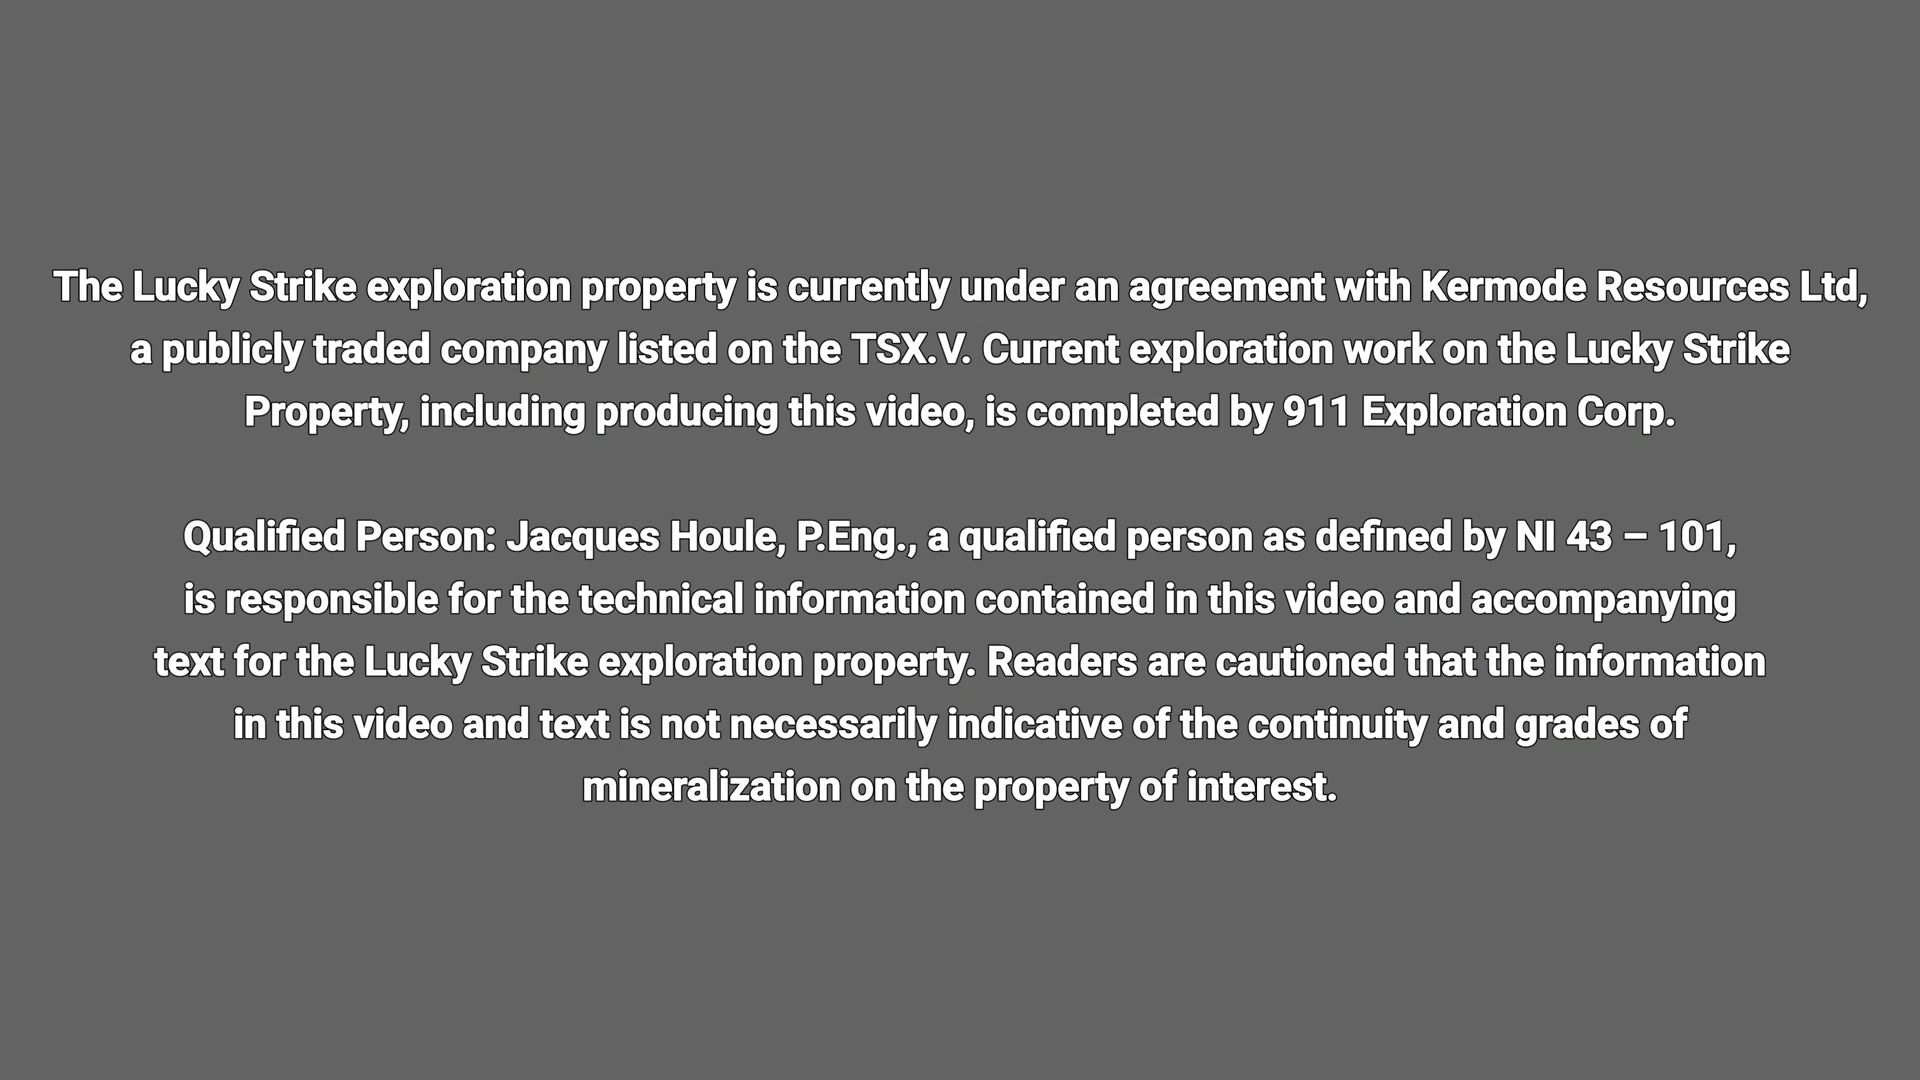 The Lucky Strike exploration property is currently under an agreement with Kermode Resources Ltd,
a publicly traded company listed on the TSX.V. Current exploration work on the Lucky Strike
Property, including producing this video, is completed by 911 Exploration Corp.
Qualified Person: Jacques Houle, P.Eng., a qualified person as defined by NI 43 – 101,
is responsible for the technical information contained in this video and accompanying
text for the Lucky Strike exploration property. Readers are cautioned that the information
in this video and text is not necessarily indicative of the continuity and grades of
mineralization on the property of interest.